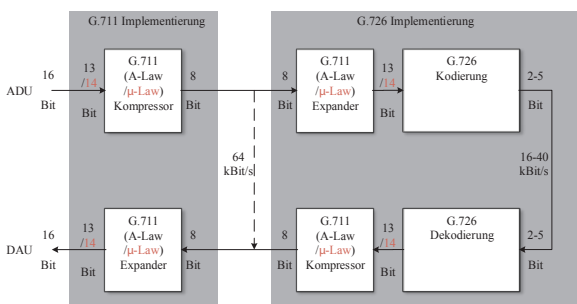 G.711 Implementierung
G.726 Implementierung
ADU
16
Bit
13
/14
Bit
G.711
(A-Law
/µ-Law)
Kompressor
8
Bit
8
Bit
G.711
(A-Law
/µ-Law)
Expander
13
/14
Bit
G.726
Kodierung
2-5
Bit
64
kBit/s
16-40
kBit/s
DAU
16
Bit
13
/14
Bit
G.711
(A-Law
/µ-Law)
Expander
8
Bit
8
Bit
G.711
(A-Law
/µ-Law)
Kompressor
13
/14
Bit
G.726
Dekodierung
2-5
Bit